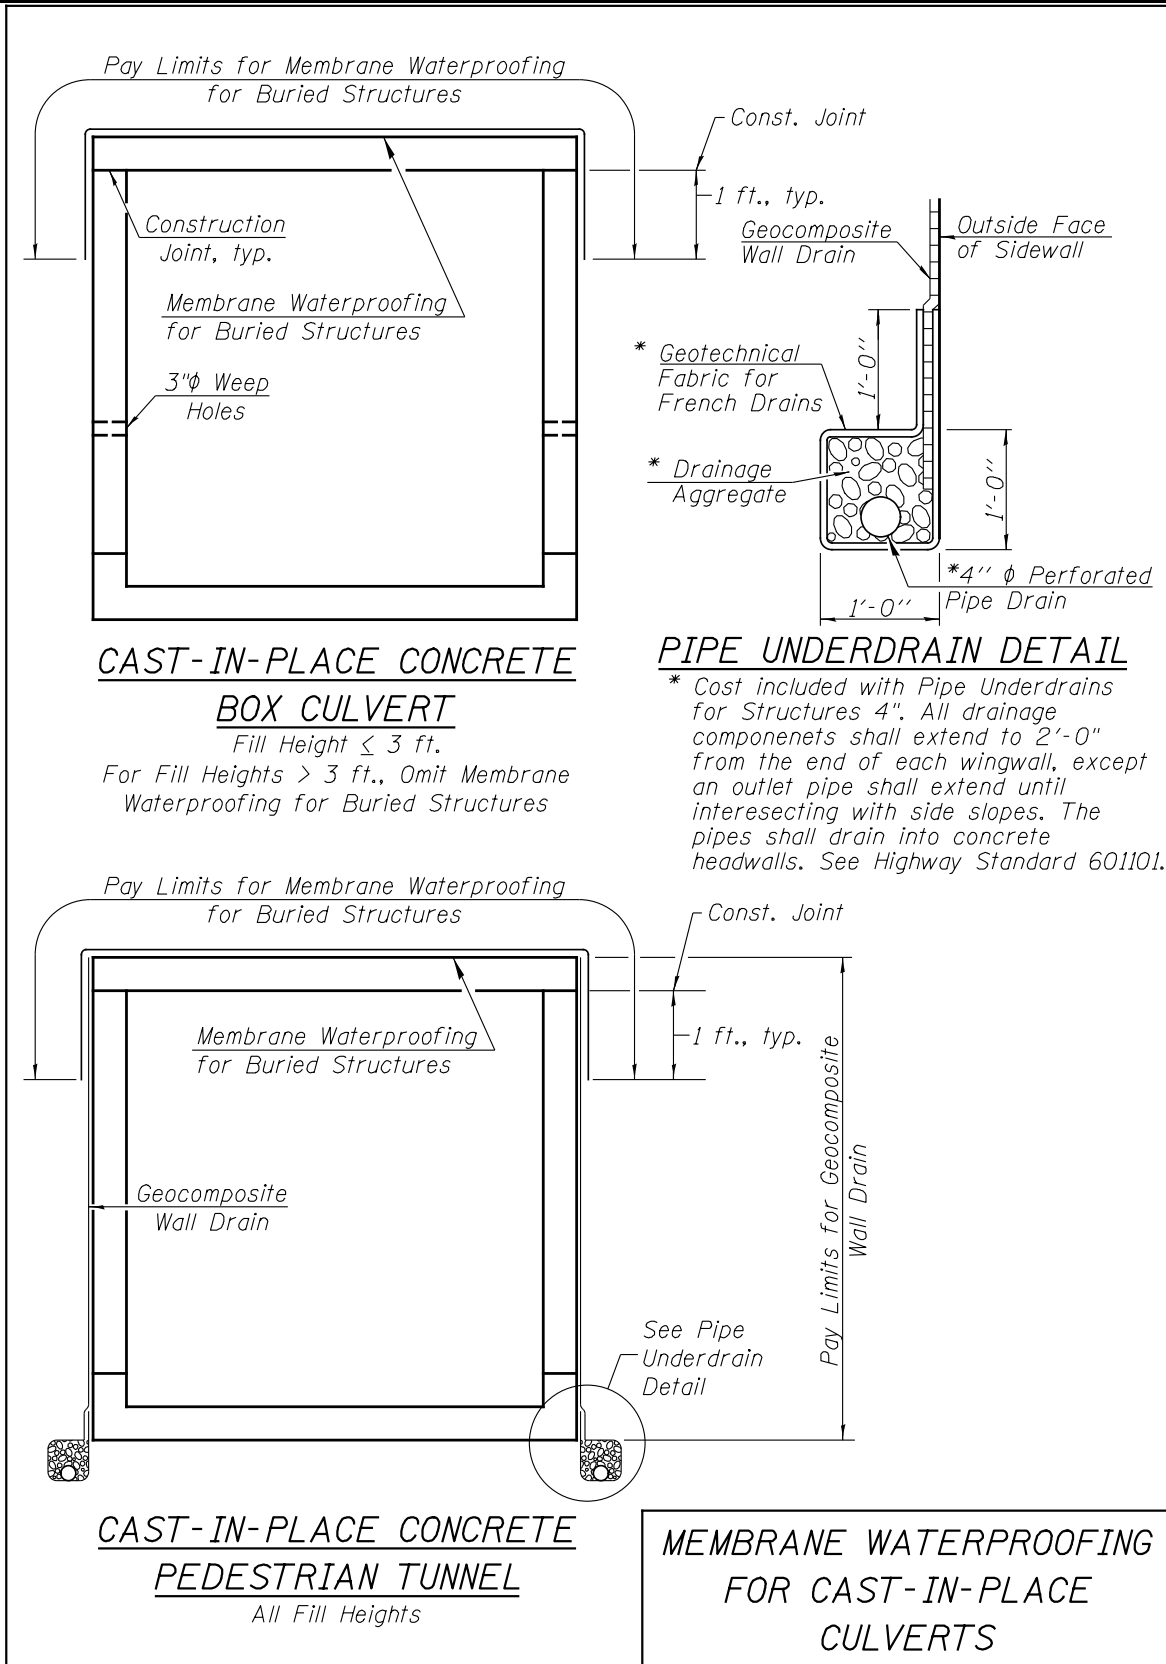 Pay Limits for Membrane Waterproofing
for Buried Structures
Const. Joint
1 ft., typ.
Construction
Joint, typ.
Membrane Waterproofing
for Buried Structures
3"ϕ Weep
Holes
CAST-IN-PLACE CONCRETE
BOX CULVERT
Fill Height ≤ 3 ft.
For Fill Heights > 3 ft., Omit Membrane
Waterproofing for Buried Structures
Geocomposite
Wall Drain
Outside Face
of Sidewall
1'-0"
* Geotechnical
Fabric for
French Drains
* Drainage
Aggregate
1'-0"
*4" ϕ Perforated
Pipe Drain
1'-0"
PIPE UNDERDRAIN DETAIL
* Cost included with Pipe Underdrains
for Structures 4". All drainage
componenets shall extend to 2'-0"
from the end of each wingwall, except
an outlet pipe shall extend until
interesecting with side slopes. The
pipes shall drain into concrete
headwalls. See Highway Standard 601101.
Pay Limits for Membrane Waterproofing
for Buried Structures
Const. Joint
1 ft., typ.
Membrane Waterproofing
for Buried Structures
Geocomposite
Wall Drain
Pay Limits for Geocomposite
Wall Drain
See Pipe
Underdrain
Detail
CAST-IN-PLACE CONCRETE
PEDESTRIAN TUNNEL
All Fill Heights
MEMBRANE WATERPROOFING
FOR CAST-IN-PLACE
CULVERTS